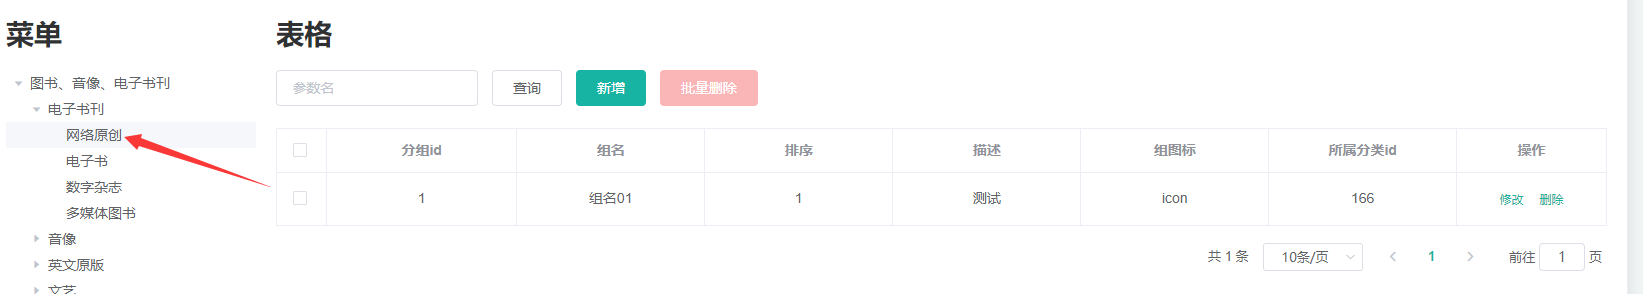 菜单
图书、音像、电子书刊
电子书刊
网络原创
电子书
数字杂志
多媒体图书
音像
英文原版
文艺
表格
参数名 查询 新增 批量删除
分组id 组名 排序 描述 组图标 所属分类id 操作
1 组名01 1 测试 icon 166 修改 删除
共 1 条 10条/页 1 前往 1 页